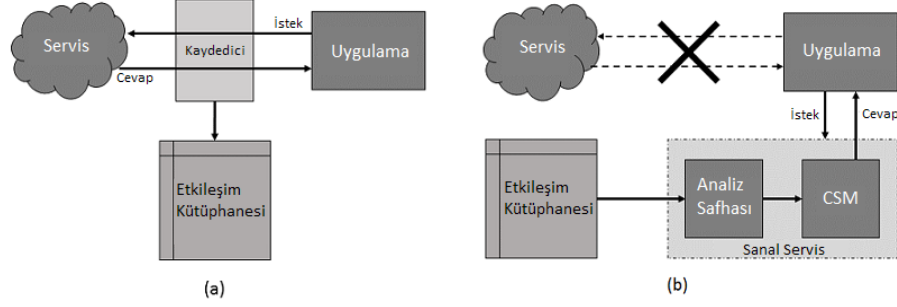 Servis
İstek
Kaydedici
Cevap
Uygulama
Etkileşim
Kütüphanesi
(a)
Servis
Uygulama
İstek
Cevap
Etkileşim
Kütüphanesi
Analiz
Safhası
CSM
Sanal Servis
(b)